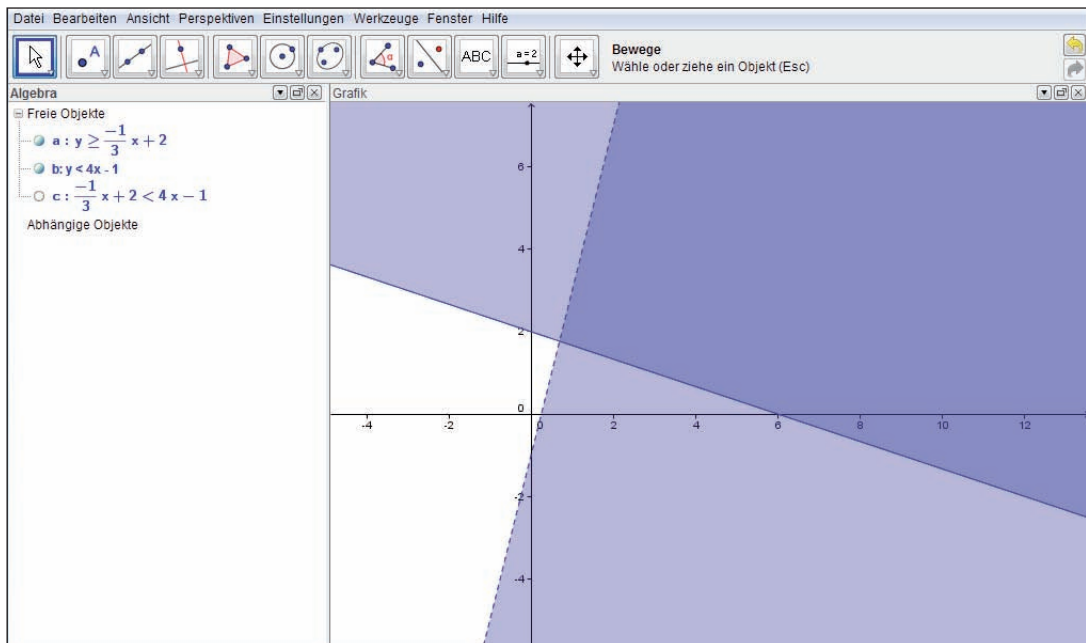 Datei Bearbeiten Ansicht Perspektiven Einstellungen Werkzeuge Fenster Hilfe
A α ABC a=2
Bewege
Wähle oder ziehe ein Objekt (Esc)
Algebra
Grafik
Freie Objekte
a : y ≥ -1/3 x + 2
b: y < 4x - 1
c : -1/3 x + 2 < 4 x − 1
Abhängige Objekte
6
4
2
0
-4 -2 0 2 4 6 8 10 12
-2
-4